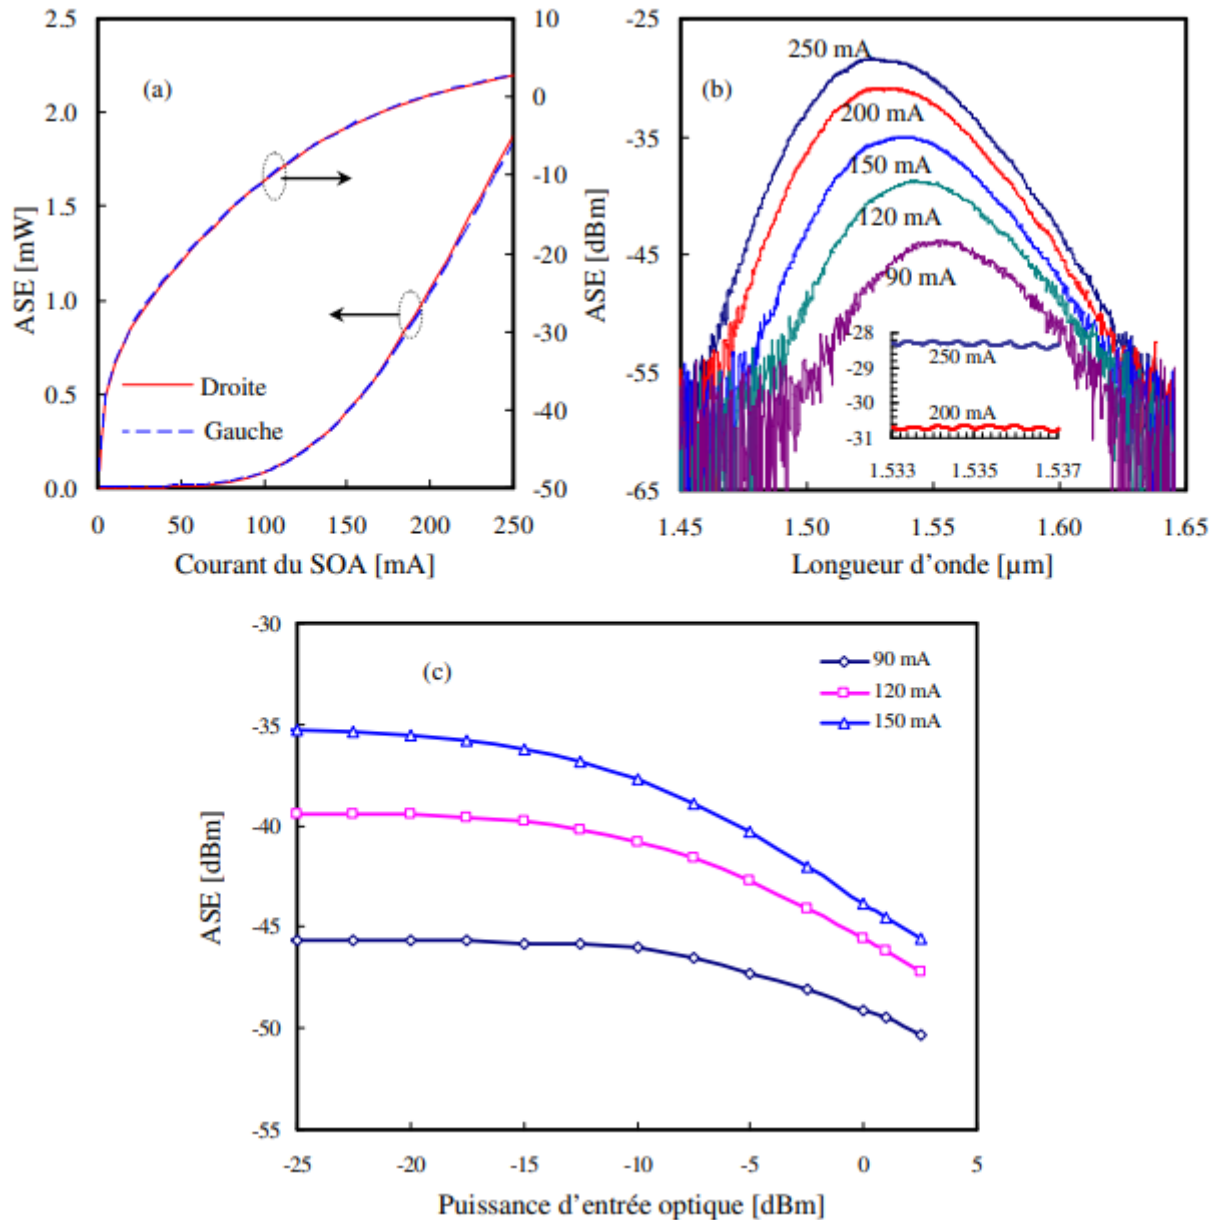 (a)
ASE [mW]
2.5
2.0
1.5
1.0
0.5
0.0
10
0
-10
-20
-30
-40
-50
ASE [dBm]
Droite
Gauche
0 50 100 150 200 250
Courant du SOA [mA]
(b)
-25
-35
-45
-55
-65
250 mA
200 mA
150 mA
120 mA
90 mA
-28
-29
-30
-31
250 mA
200 mA
1.533 1.535 1.537
1.45 1.50 1.55 1.60 1.65
Longueur d’onde [µm]
(c)
ASE [dBm]
-30
-35
-40
-45
-50
-55
90 mA
120 mA
150 mA
-25 -20 -15 -10 -5 0 5
Puissance d’entrée optique [dBm]